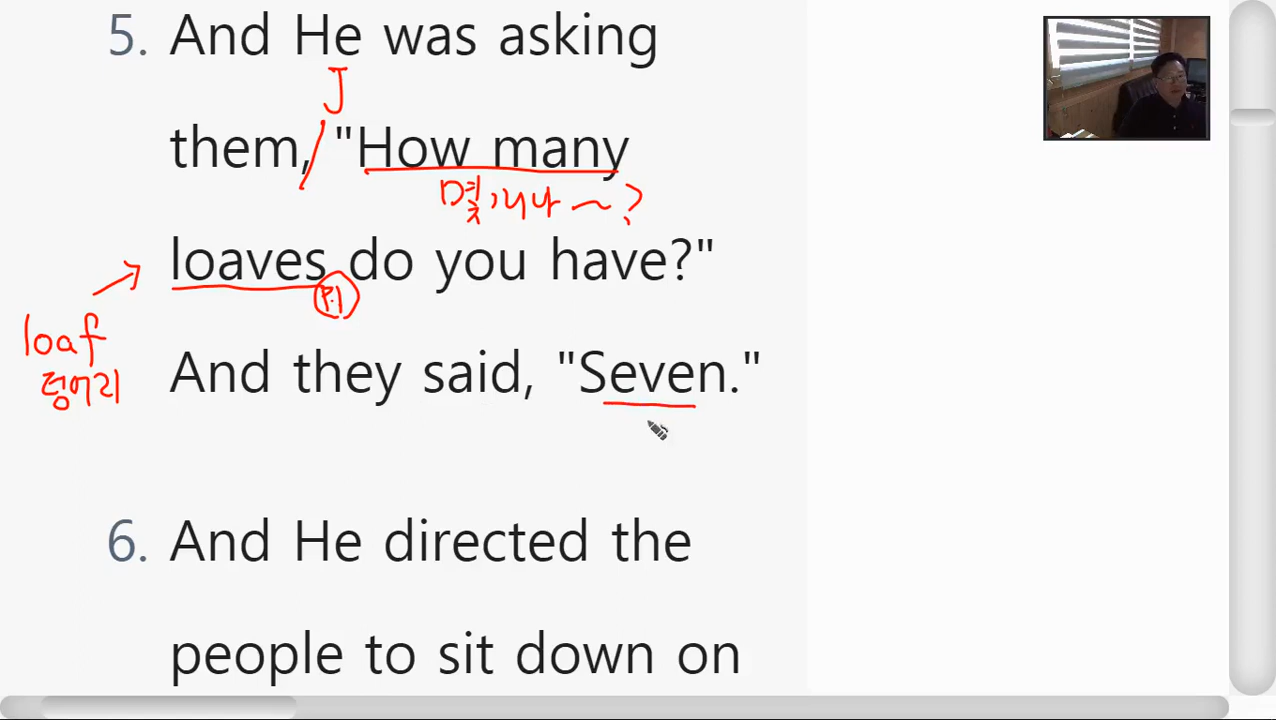 5. And He was asking
J
them, / "How many
몇 개나 ~ ?
loaves do you have?"
P.l
loaf
덩어리
And they said, "Seven."
6. And He directed the
people to sit down on